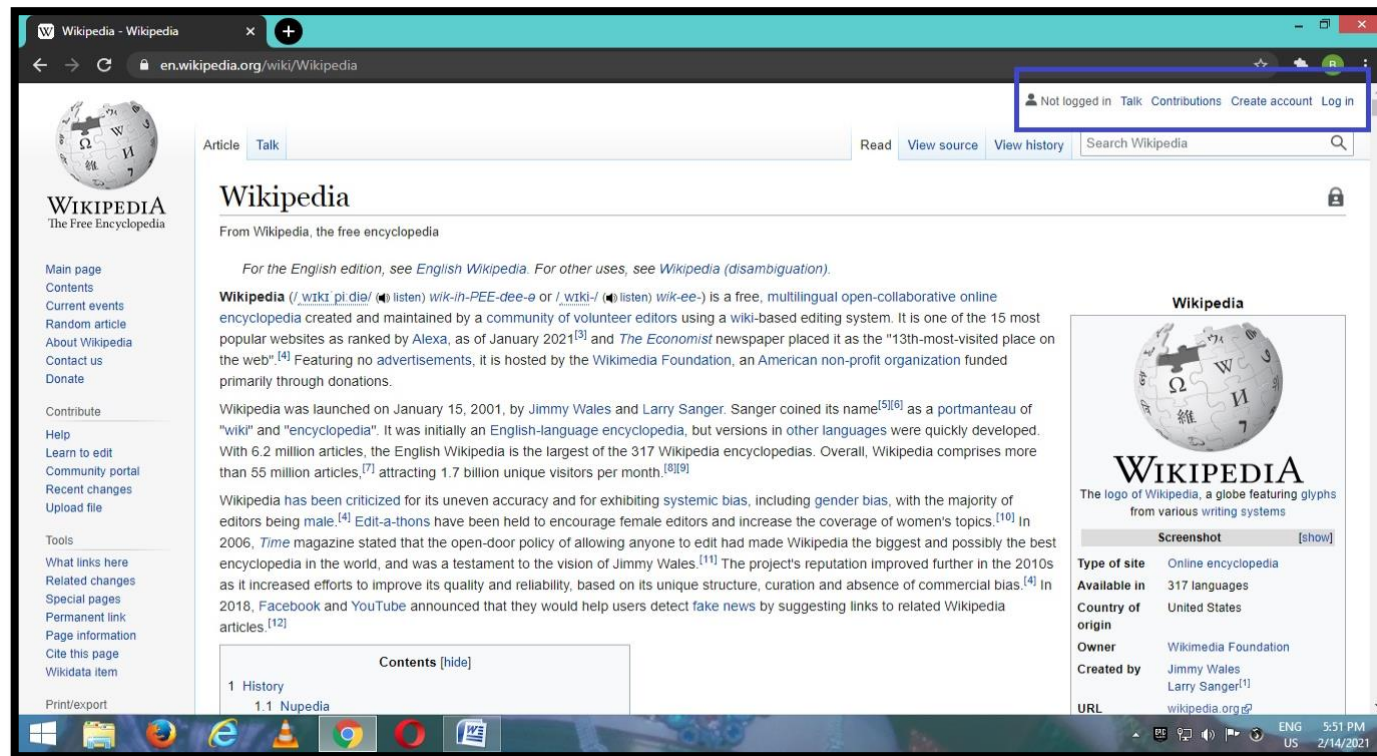 W Wikipedia - Wikipedia
en.wikipedia.org/wiki/Wikipedia
B
Not logged in Talk Contributions Create account Log in
Article Talk Read View source View history Search Wikipedia
WIKIPEDIA
The Free Encyclopedia
Main page
Contents
Current events
Random article
About Wikipedia
Contact us
Donate
Contribute
Help
Learn to edit
Community portal
Recent changes
Upload file
Tools
What links here
Related changes
Special pages
Permanent link
Page information
Cite this page
Wikidata item
Print/export
Wikipedia
From Wikipedia, the free encyclopedia
For the English edition, see English Wikipedia. For other uses, see Wikipedia (disambiguation).
Wikipedia (/ˌwɪkɪˈpiːdiə/ (listen) wik-ih-PEE-dee-ə or /ˌwɪki-/ (listen) wik-ee-) is a free, multilingual open-collaborative online
encyclopedia created and maintained by a community of volunteer editors using a wiki-based editing system. It is one of the 15 most
popular websites as ranked by Alexa, as of January 2021[3] and The Economist newspaper placed it as the "13th-most-visited place on
the web".[4] Featuring no advertisements, it is hosted by the Wikimedia Foundation, an American non-profit organization funded
primarily through donations.
Wikipedia was launched on January 15, 2001, by Jimmy Wales and Larry Sanger. Sanger coined its name[5][6] as a portmanteau of
"wiki" and "encyclopedia". It was initially an English-language encyclopedia, but versions in other languages were quickly developed.
With 6.2 million articles, the English Wikipedia is the largest of the 317 Wikipedia encyclopedias. Overall, Wikipedia comprises more
than 55 million articles,[7] attracting 1.7 billion unique visitors per month.[8][9]
Wikipedia has been criticized for its uneven accuracy and for exhibiting systemic bias, including gender bias, with the majority of
editors being male.[4] Edit-a-thons have been held to encourage female editors and increase the coverage of women's topics.[10] In
2006, Time magazine stated that the open-door policy of allowing anyone to edit had made Wikipedia the biggest and possibly the best
encyclopedia in the world, and was a testament to the vision of Jimmy Wales.[11] The project's reputation improved further in the 2010s
as it increased efforts to improve its quality and reliability, based on its unique structure, curation and absence of commercial bias.[4] In
2018, Facebook and YouTube announced that they would help users detect fake news by suggesting links to related Wikipedia
articles.[12]
Contents [hide]
1 History
1.1 Nupedia
Wikipedia
WIKIPEDIA
The logo of Wikipedia, a globe featuring glyphs
from various writing systems
Screenshot [show]
Type of site Online encyclopedia
Available in 317 languages
Country of United States
origin
Owner Wikimedia Foundation
Created by Jimmy Wales
Larry Sanger[1]
URL wikipedia.org
ENG 5:51 PM
US 2/14/2021